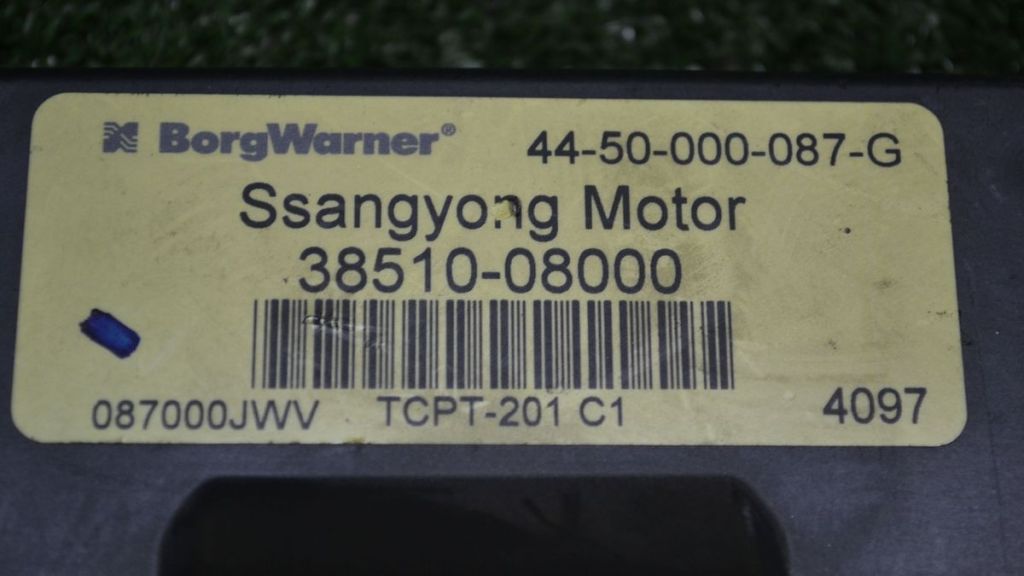 BorgWarner® 44-50-000-087-G
Ssangyong Motor
38510-08000
087000JWV TCPT-201 C1 4097